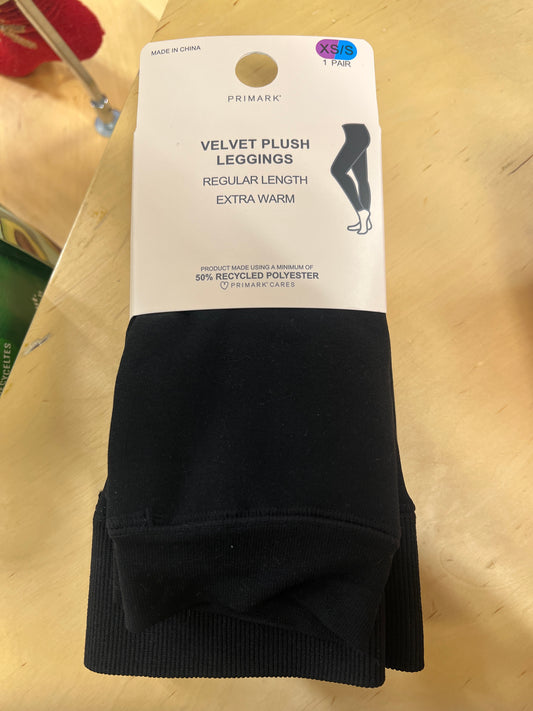 MADE IN CHINA
XS/S
1 PAIR
PRIMARK®
VELVET PLUSH
LEGGINGS
REGULAR LENGTH
EXTRA WARM
PRODUCT MADE USING A MINIMUM OF
50% RECYCLED POLYESTER
PRIMARK® CARES